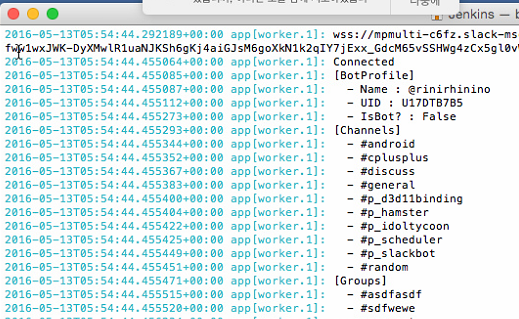 나중에
Jenkins —
2016-05-13T05:54:44.292189+00:00 app[worker.1]: wss://mpmulti-c6fz.slack-ms
2016-05-13T05:54:44.455064+00:00 app[worker.1]: Connected
2016-05-13T05:54:44.455085+00:00 app[worker.1]: [BotProfile]
2016-05-13T05:54:44.455087+00:00 app[worker.1]: - Name : @rinirhinino
2016-05-13T05:54:44.455112+00:00 app[worker.1]: - UID : U17DTB7B5
2016-05-13T05:54:44.455273+00:00 app[worker.1]: - IsBot? : False
2016-05-13T05:54:44.455293+00:00 app[worker.1]: [Channels]
2016-05-13T05:54:44.455344+00:00 app[worker.1]: - #android
2016-05-13T05:54:44.455352+00:00 app[worker.1]: - #cplusplus
2016-05-13T05:54:44.455367+00:00 app[worker.1]: - #discuss
2016-05-13T05:54:44.455383+00:00 app[worker.1]: - #general
2016-05-13T05:54:44.455400+00:00 app[worker.1]: - #p_d3d11binding
2016-05-13T05:54:44.455404+00:00 app[worker.1]: - #p_hamster
2016-05-13T05:54:44.455422+00:00 app[worker.1]: - #p_idoltycoon
2016-05-13T05:54:44.455425+00:00 app[worker.1]: - #p_scheduler
2016-05-13T05:54:44.455449+00:00 app[worker.1]: - #p_slackbot
2016-05-13T05:54:44.455451+00:00 app[worker.1]: - #random
2016-05-13T05:54:44.455471+00:00 app[worker.1]: [Groups]
2016-05-13T05:54:44.455515+00:00 app[worker.1]: - #asdfasdf
2016-05-13T05:54:44.455520+00:00 app[worker.1]: - #sdfwewe